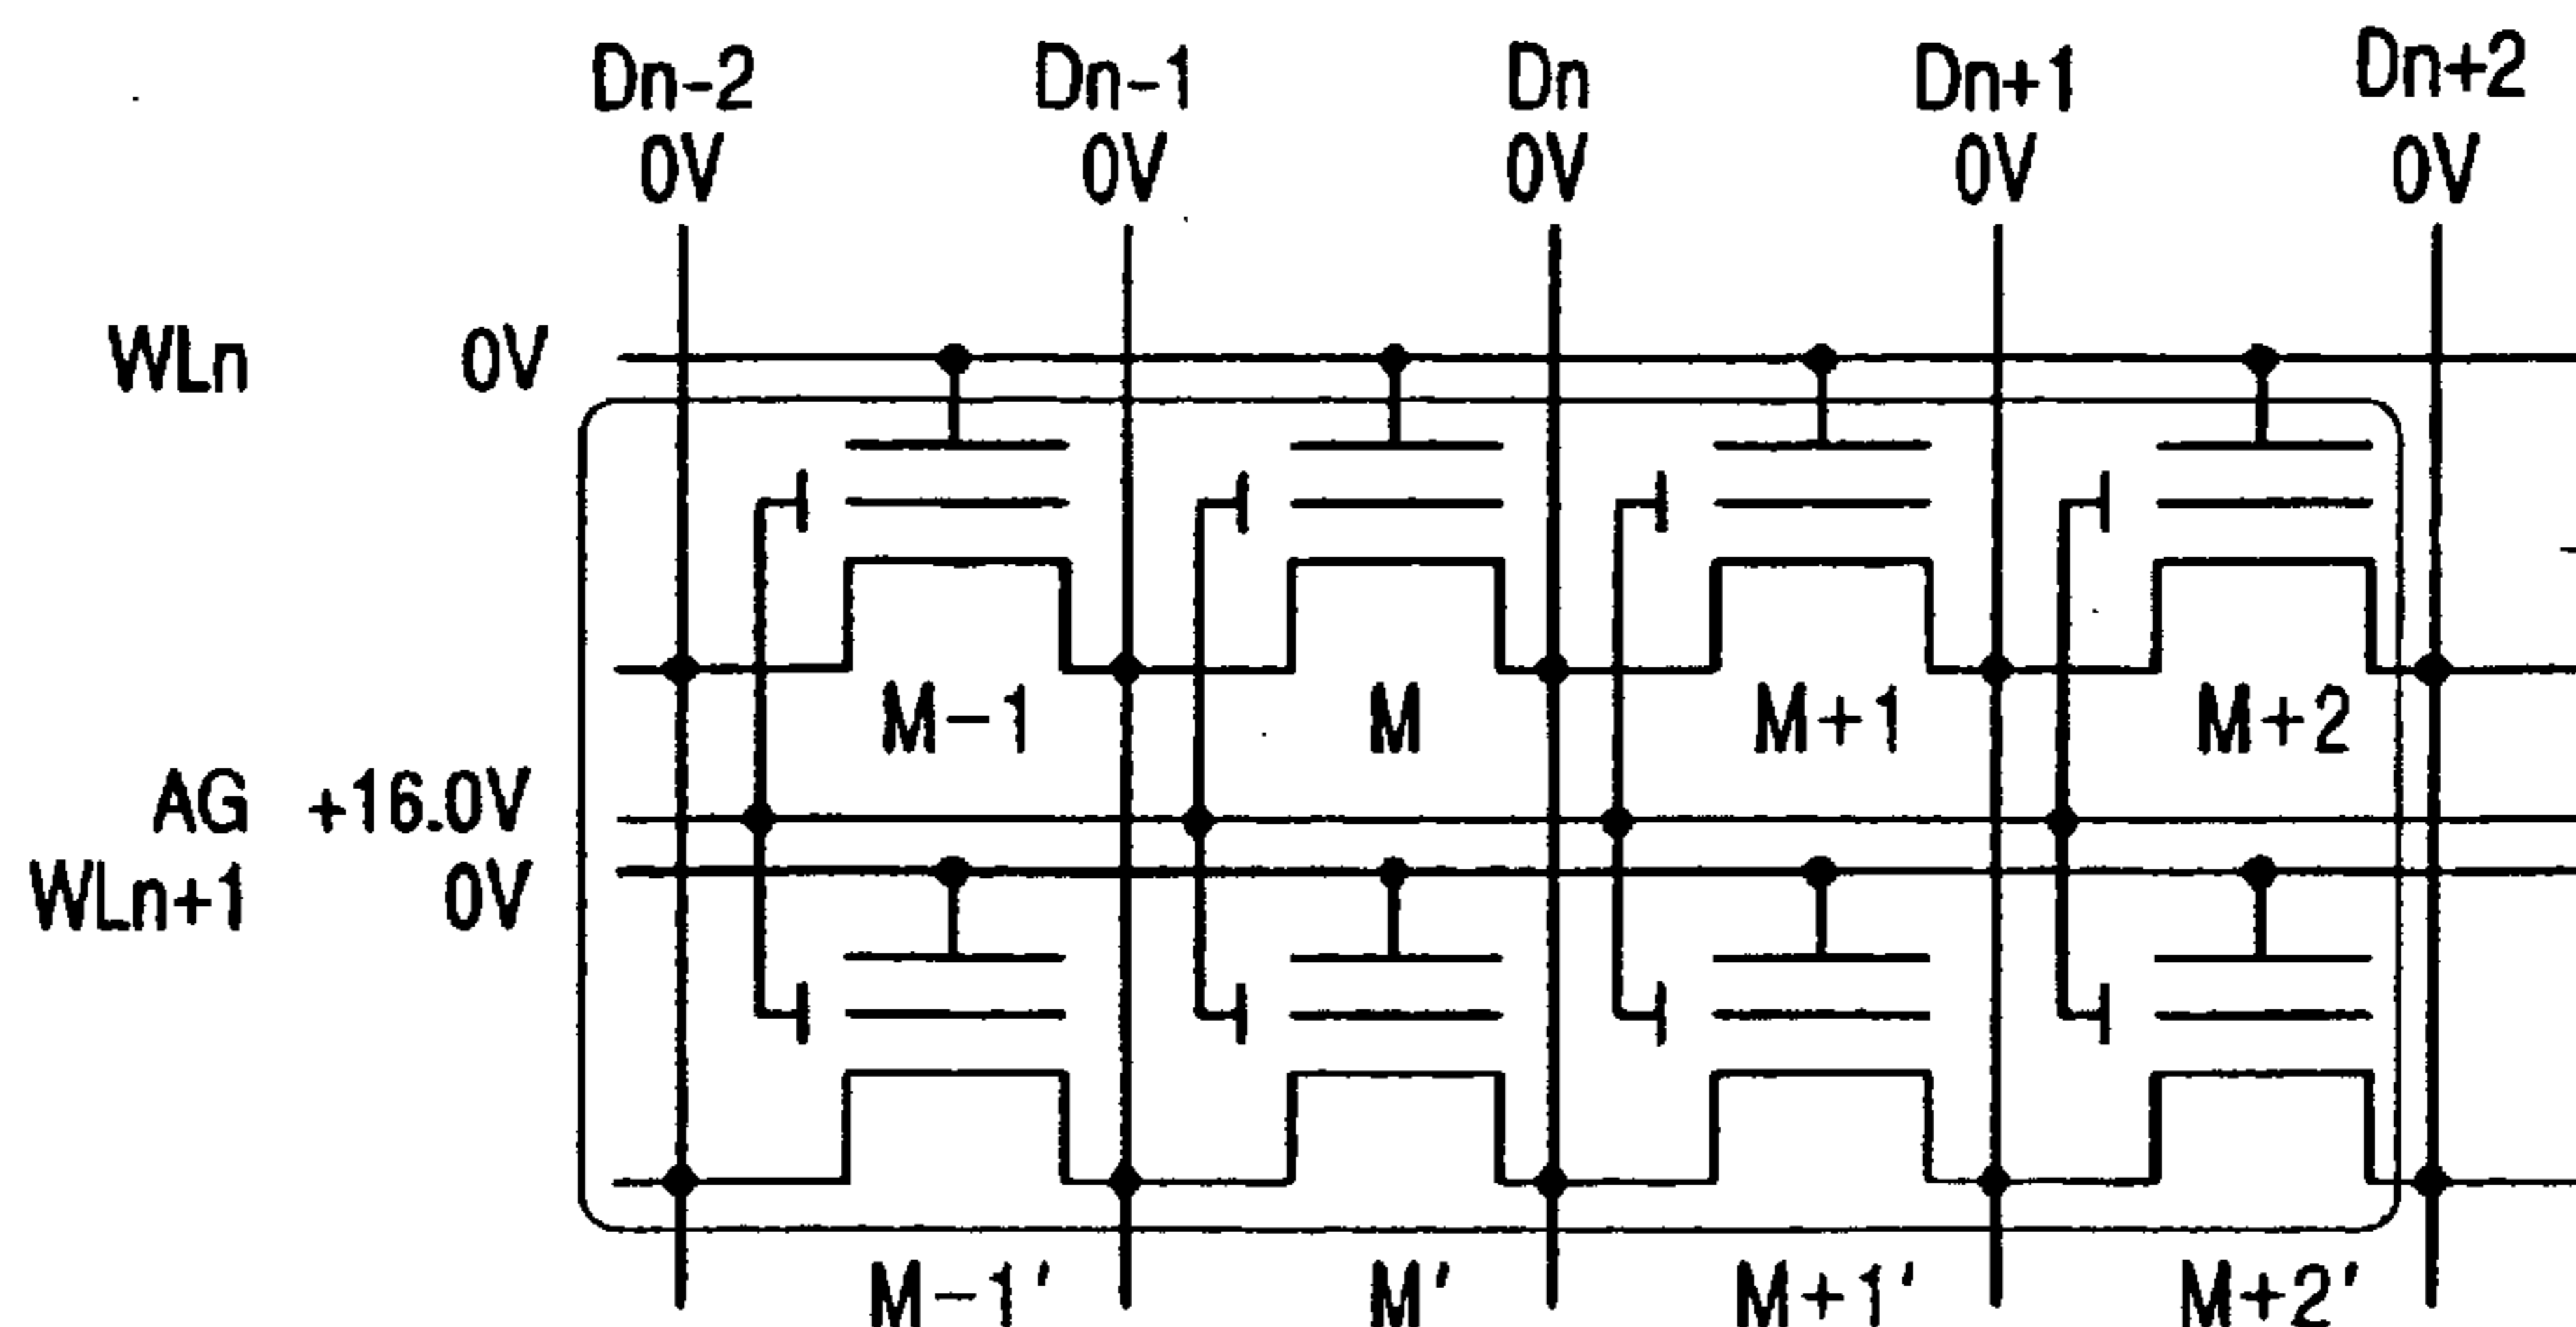 Dn-2 Dn-1 Dn Dn+1 Dn+2
0V 0V 0V 0V 0V
WLn 0V
M-1 M M+1 M+2
AG +16.0V
WLn+1 0V
M-1' M' M+1' M+2'